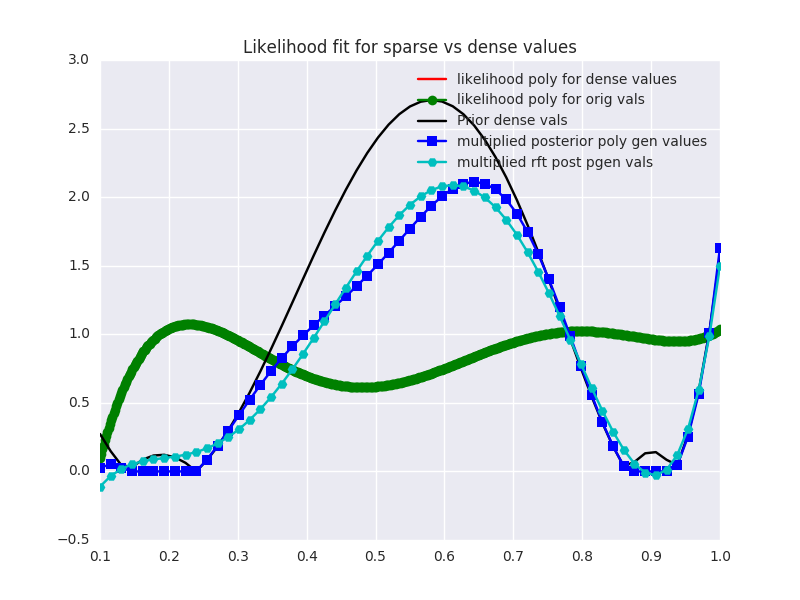 Likelihood fit for sparse vs dense values
3.0
2.5
2.0
1.5
1.0
0.5
0.0
−0.5
likelihood poly for dense values
likelihood poly for orig vals
Prior dense vals
multiplied posterior poly gen values
multiplied rft post pgen vals
0.1 0.2 0.3 0.4 0.5 0.6 0.7 0.8 0.9 1.0